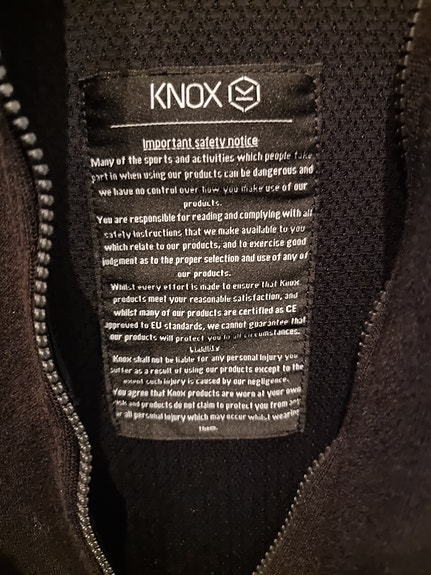 KNOX
Important safety notice
Many of the sports and activities which people take
part in when using our products can be dangerous and
we have no control over how you make use of our
products.
You are responsible for reading and complying with all
safety instructions that we make available to you
which relate to our products, and to exercise good
judgment as to the proper selection and use of any of
our products.
Whilst every effort is made to ensure that Knox
products meet your reasonable satisfaction, and
whilst many of our products are certified as CE
approved to EU standards, we cannot guarantee that
our products will protect you in all circumstances.
Liability
Knox shall not be liable for any personal injury you
suffer as a result of using our products except to the
extent such injury is caused by our negligence.
You agree that Knox products are worn at your own
risk and products do not claim to protect you from any
or all personal injury which may occur whilst wearing
them.